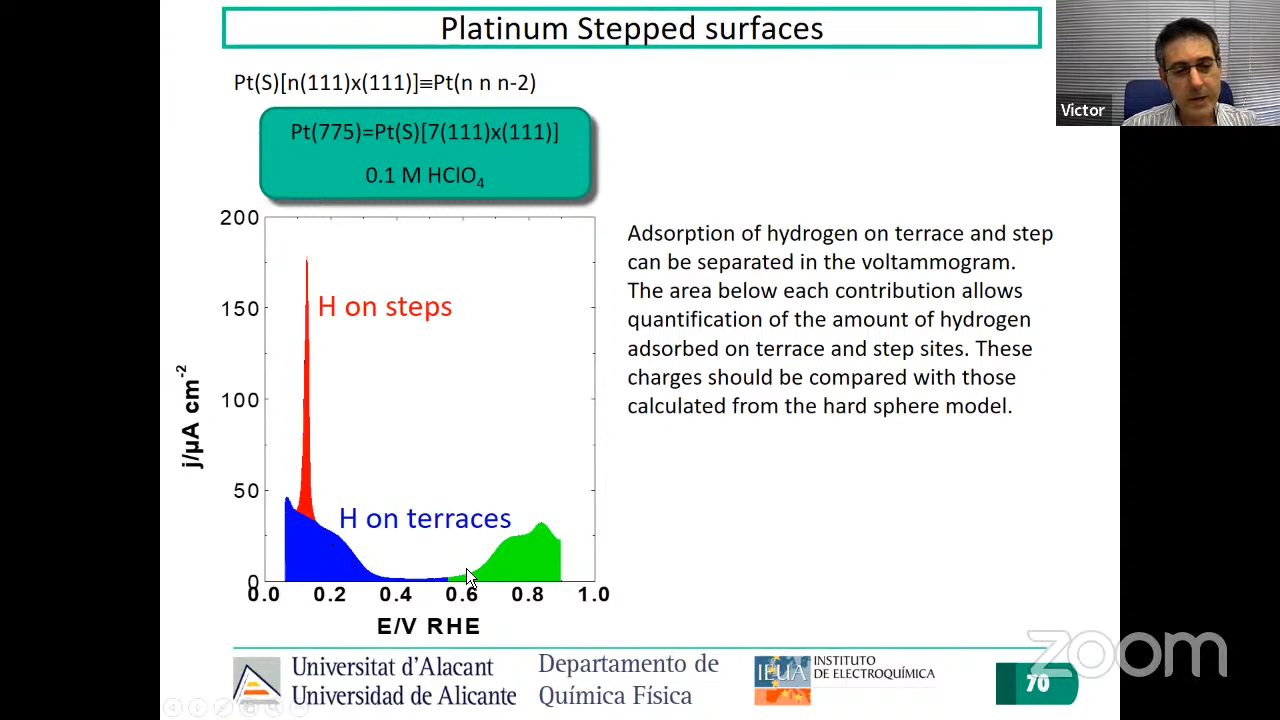 Platinum Stepped surfaces
Victor
Pt(S)[n(111)x(111)]≡Pt(n n n-2)
Pt(775)=Pt(S)[7(111)x(111)]
0.1 M HClO₄
200
150
100
50
0
j/µA cm⁻²
H on steps
H on terraces
0.0 0.2 0.4 0.6 0.8 1.0
E/V RHE
Adsorption of hydrogen on terrace and step
can be separated in the voltammogram.
The area below each contribution allows
quantification of the amount of hydrogen
adsorbed on terrace and step sites. These
charges should be compared with those
calculated from the hard sphere model.
Universitat d’Alacant
Universidad de Alicante
Departamento de
Química Física
IEUA
INSTITUTO
DE ELECTROQUÍMICA
70
zoom